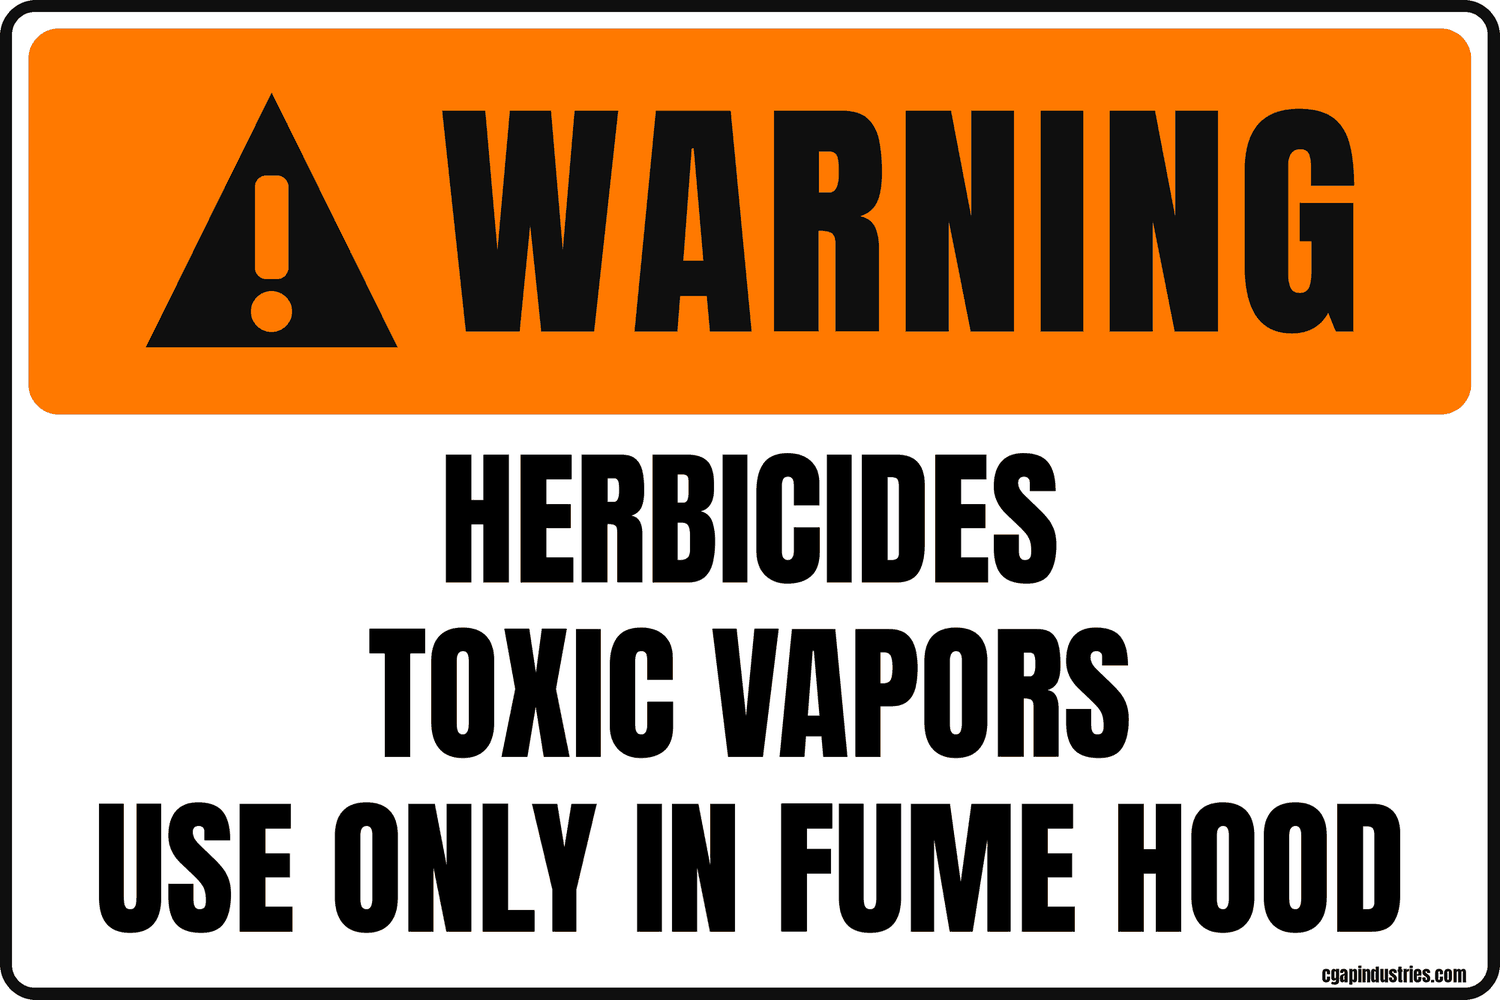 WARNING
HERBICIDES
TOXIC VAPORS
USE ONLY IN FUME HOOD
cgapindustries.com